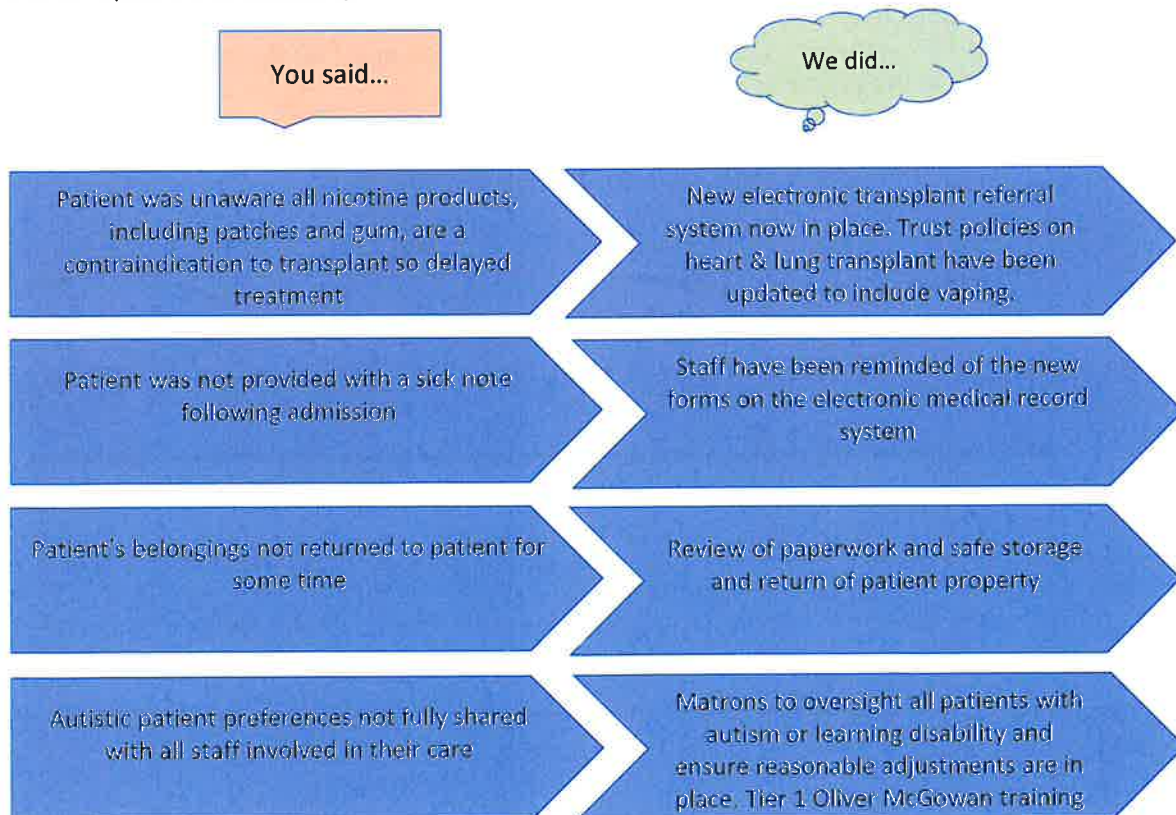 You said...
We did...
Patient was unaware all nicotine products,
including patches and gum, are a
contraindication to transplant so delayed
treatment
New electronic transplant referral
system now in place. Trust policies on
heart & lung transplant have been
updated to include vaping.
Patient was not provided with a sick note
following admission
Staff have been reminded of the new
forms on the electronic medical record
system
Patient's belongings not returned to patient for
some time
Review of paperwork and safe storage
and return of patient property
Autistic patient preferences not fully shared
with all staff involved in their care
Matrons to oversight all patients with
autism or learning disability and
ensure reasonable adjustments are in
place. Tier 1 Oliver McGowan training